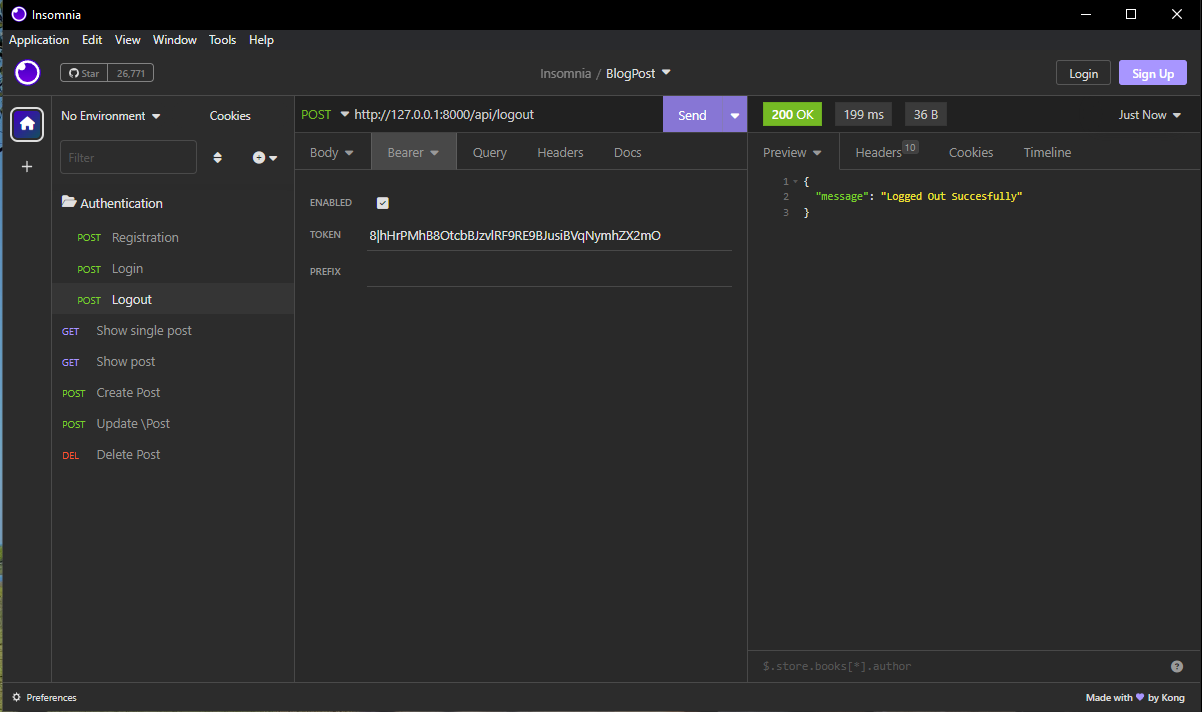 Insomnia
Application Edit View Window Tools Help
Star 26,771
Insomnia / BlogPost
Login Sign Up
No Environment Cookies
Filter
Authentication
POST Registration
POST Login
POST Logout
GET Show single post
GET Show post
POST Create Post
POST Update \Post
DEL Delete Post
POST http://127.0.0.1:8000/api/logout Send
Body Bearer Query Headers Docs
ENABLED
TOKEN 8|hHrPMhB8OtcbBJzvlRF9RE9BJusiBVqNymhZX2mO
PREFIX
200 OK 199 ms 36 B Just Now
Preview Headers 10 Cookies Timeline
1 {
2 "message": "Logged Out Succesfully"
3 }
$.store.books[*].author ?
Preferences
Made with 💜 by Kong